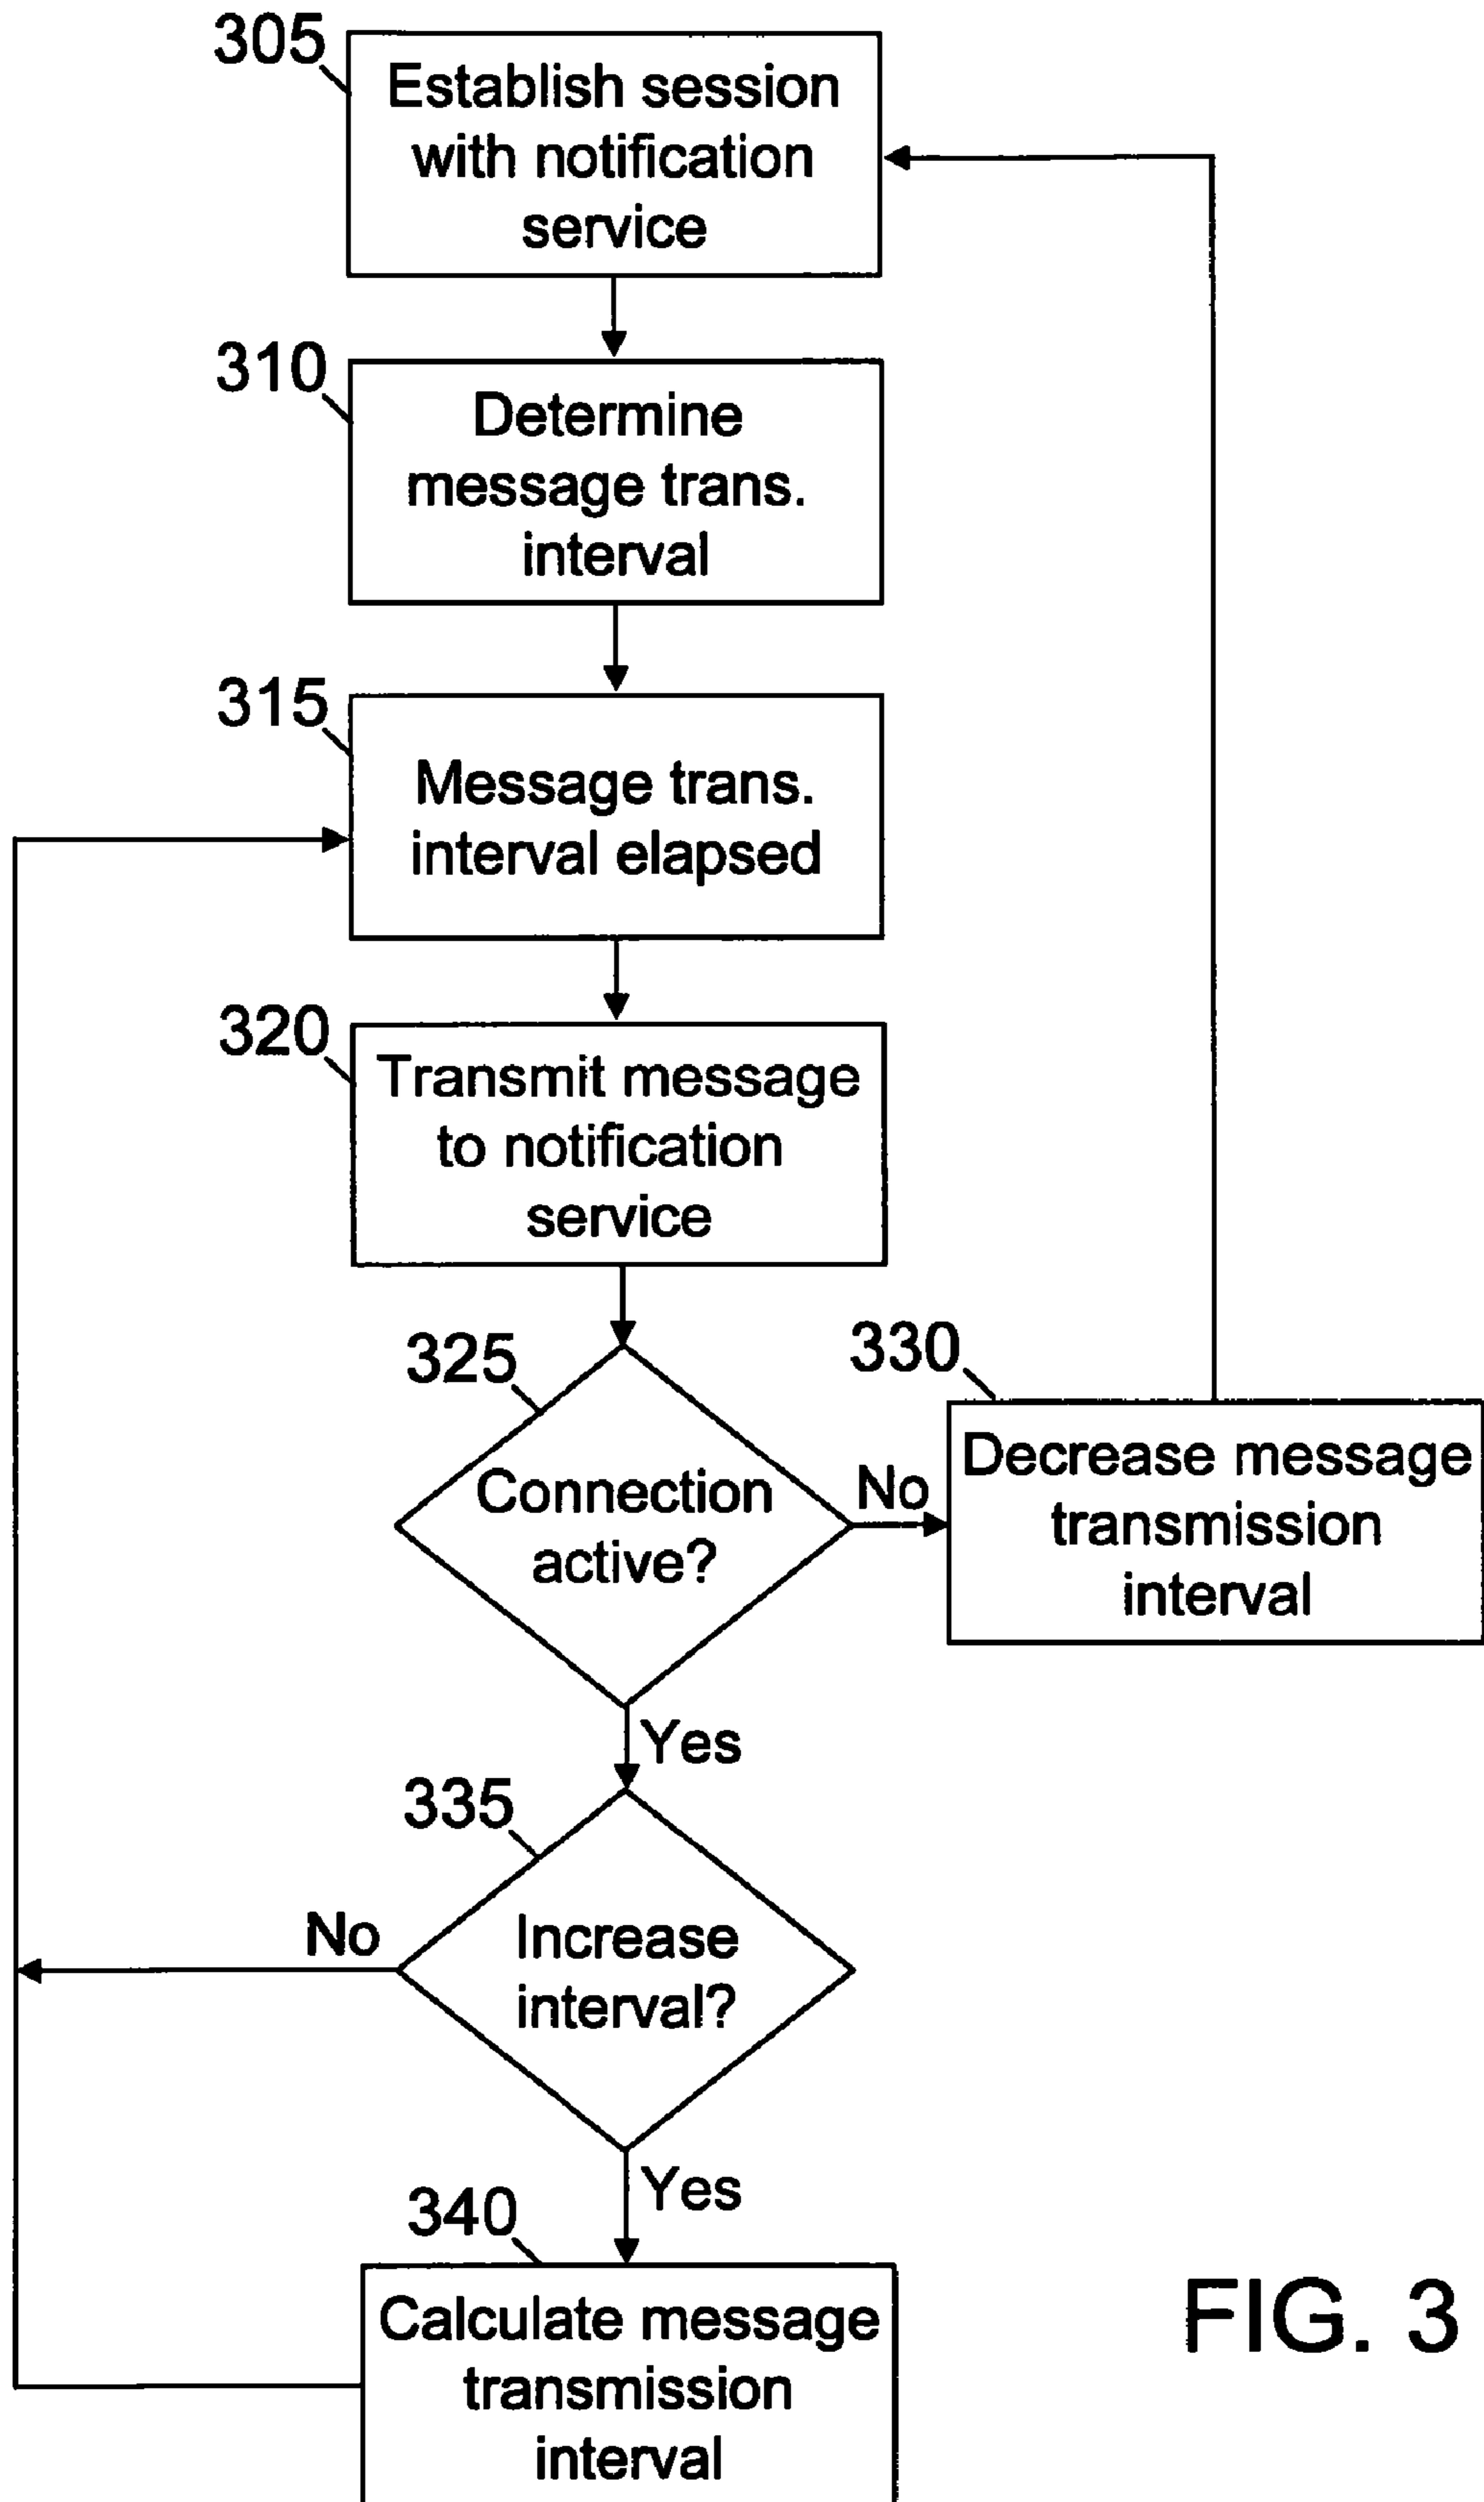 305
Establish session
with notification
service
310
Determine
message trans.
interval
315
Message trans.
interval elapsed
320
Transmit message
to notification
service
325
Connection
active?
No
330
Decrease message
transmission
interval
Yes
335
Increase
interval?
No
Yes
340
Calculate message
transmission
interval
FIG. 3